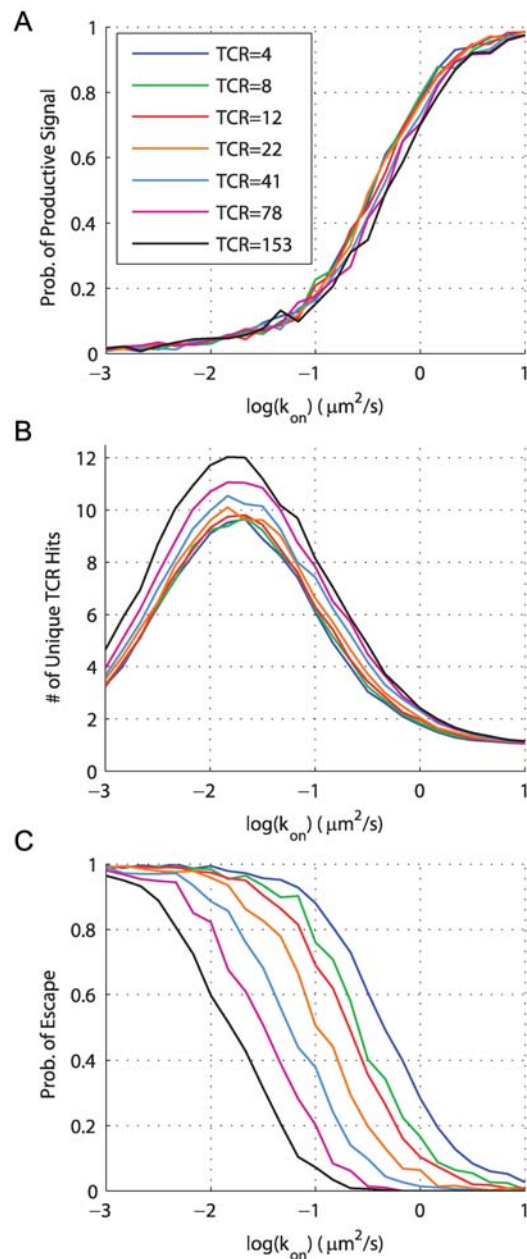 A
1
0.8
0.6
0.4
0.2
0
Prob. of Productive Signal
TCR=4
TCR=8
TCR=12
TCR=22
TCR=41
TCR=78
TCR=153
−3 −2 −1 0 1
log(kon) (μm²/s)
B
12
10
8
6
4
2
0
# of Unique TCR Hits
−3 −2 −1 0 1
log(kon) (μm²/s)
C
1
0.8
0.6
0.4
0.2
0
Prob. of Escape
−3 −2 −1 0 1
log(kon) (μm²/s)